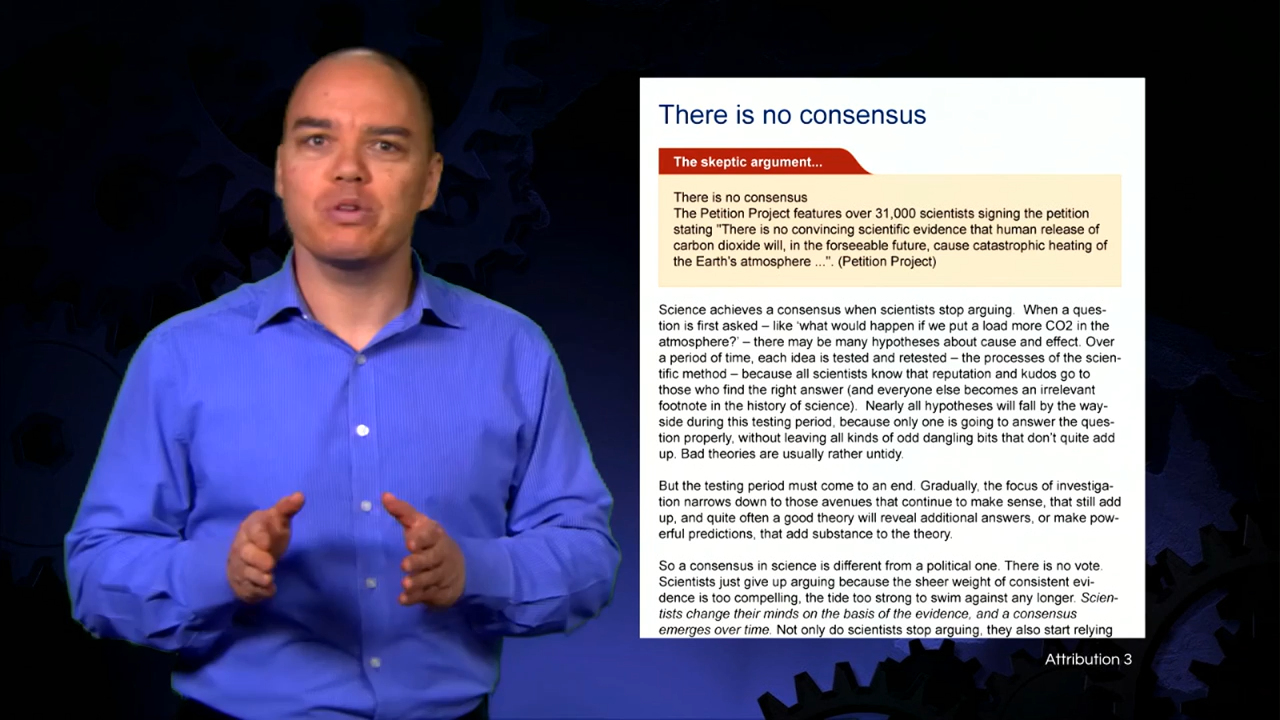 There is no consensus
The skeptic argument...
There is no consensus
The Petition Project features over 31,000 scientists signing the petition
stating "There is no convincing scientific evidence that human release of
carbon dioxide will, in the forseeable future, cause catastrophic heating of
the Earth's atmosphere ...". (Petition Project)
Science achieves a consensus when scientists stop arguing. When a ques-
tion is first asked – like 'what would happen if we put a load more CO2 in the
atmosphere?' – there may be many hypotheses about cause and effect. Over
a period of time, each idea is tested and retested – the processes of the scien-
tific method – because all scientists know that reputation and kudos go to
those who find the right answer (and everyone else becomes an irrelevant
footnote in the history of science). Nearly all hypotheses will fall by the way-
side during this testing period, because only one is going to answer the ques-
tion properly, without leaving all kinds of odd dangling bits that don't quite add
up. Bad theories are usually rather untidy.
But the testing period must come to an end. Gradually, the focus of investiga-
tion narrows down to those avenues that continue to make sense, that still add
up, and quite often a good theory will reveal additional answers, or make pow-
erful predictions, that add substance to the theory.
So a consensus in science is different from a political one. There is no vote.
Scientists just give up arguing because the sheer weight of consistent evi-
dence is too compelling, the tide too strong to swim against any longer. Scien-
tists change their minds on the basis of the evidence, and a consensus
emerges over time. Not only do scientists stop arguing, they also start relying
Attribution 3